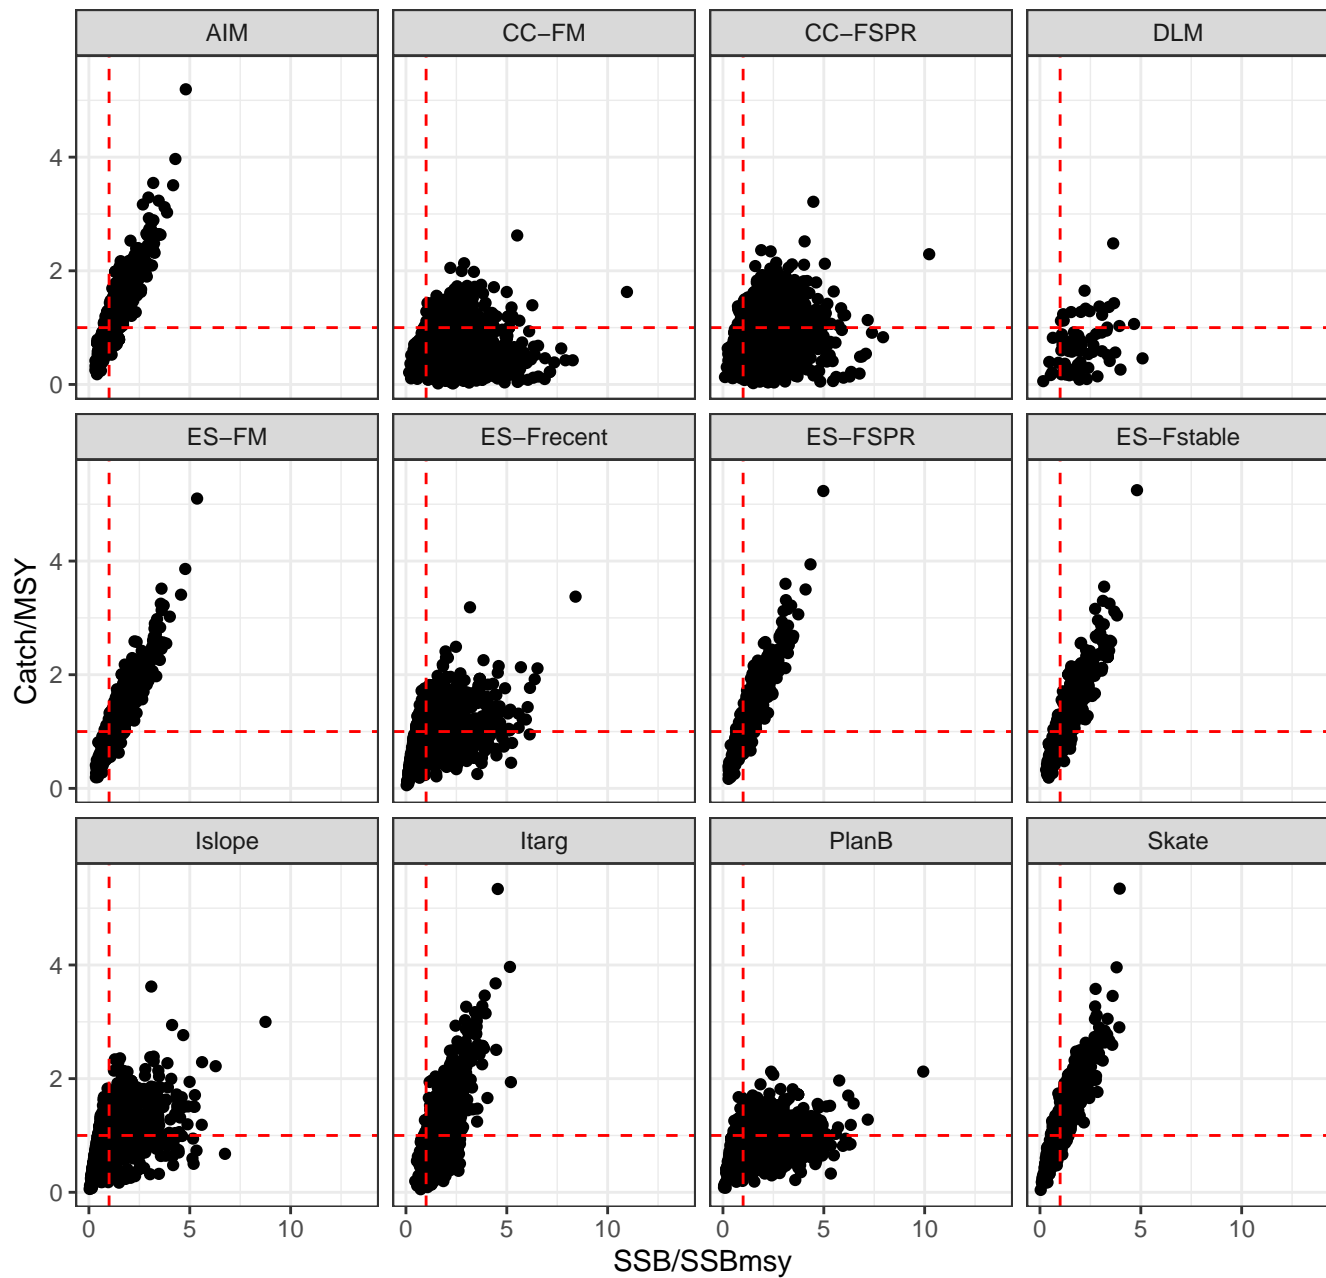 AIM CC−FM CC−FSPR DLM
4
2
0
ES−FM ES−Frecent ES−FSPR ES−Fstable
4
2
0
Islope Itarg PlanB Skate
4
2
0
0 5 10 0 5 10 0 5 10 0 5 10
SSB/SSBmsy
Catch/MSY